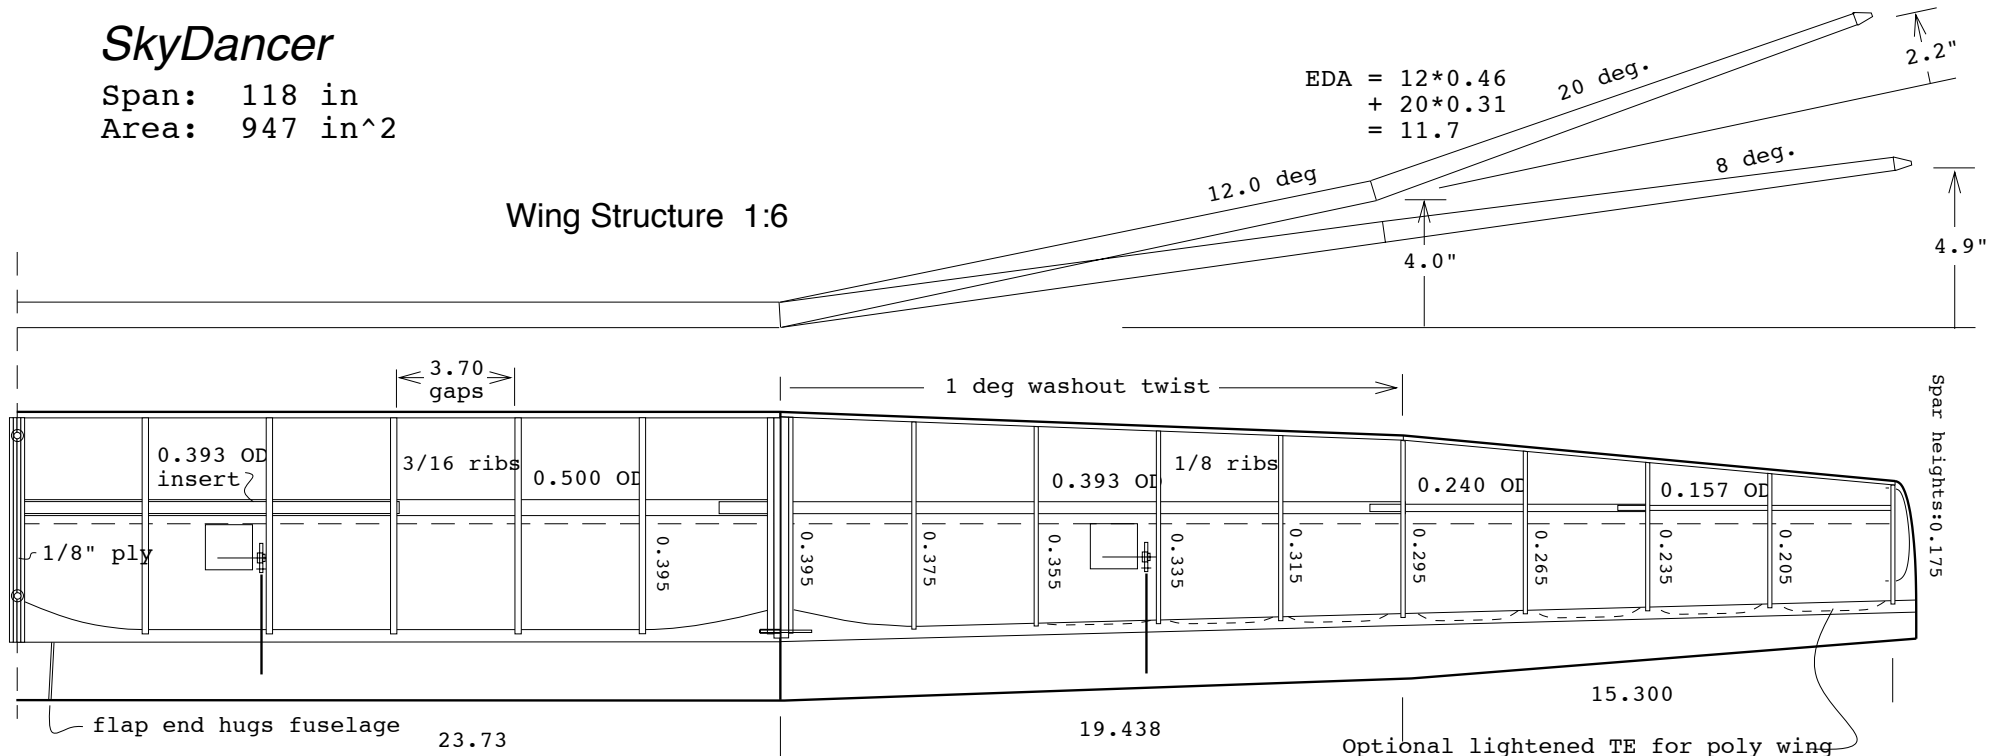 SkyDancer
Span:  118 in
Area:  947 in^2
Wing Structure  1:6
EDA = 12*0.46
+ 20*0.31
= 11.7
12.0 deg
20 deg.
8 deg.
2.2"
4.0"
4.9"
3.70
gaps
1 deg washout twist
0.393 OD
insert
3/16 ribs
0.500 OD
0.393 OD
1/8 ribs
0.240 OD
0.157 OD
Spar heights:0.175
1/8" ply
0.395
0.395
0.375
0.355
0.335
0.315
0.295
0.265
0.235
0.205
flap end hugs fuselage
23.73
19.438
15.300
Optional lightened TE for poly wing